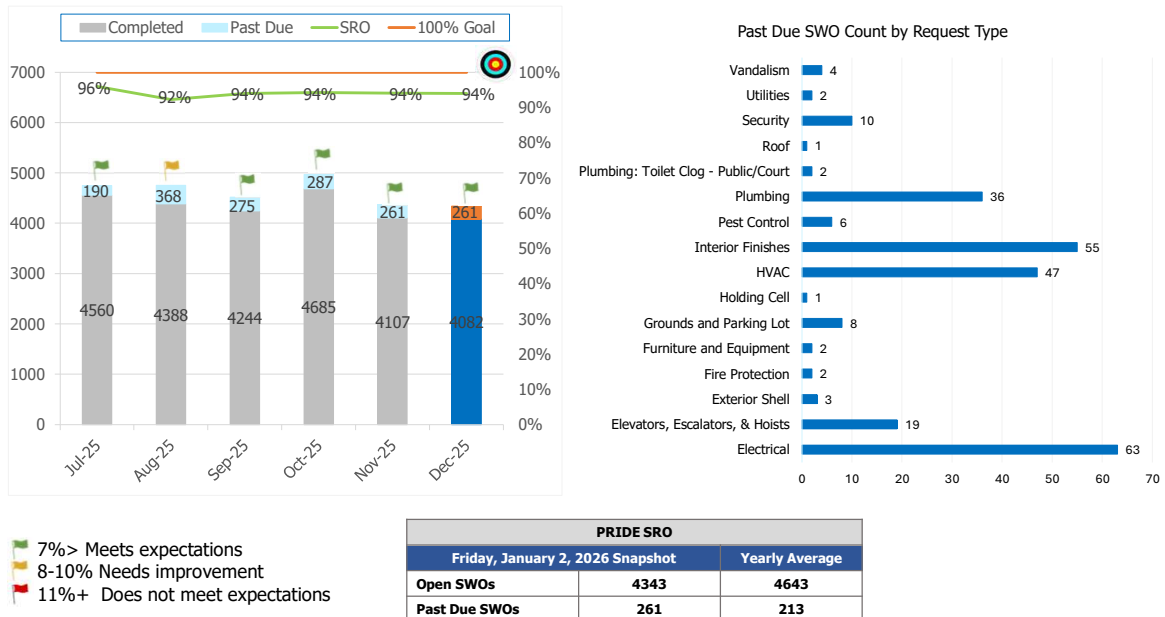 Completed Past Due SRO 100% Goal
7000
6000
5000
4000
3000
2000
1000
0
100%
90%
80%
70%
60%
50%
40%
30%
20%
10%
0%
96% 92% 94% 94% 94% 94%
190 368 275 287 261 261
4560 4388 4244 4685 4107 4082
Jul-25 Aug-25 Sep-25 Oct-25 Nov-25 Dec-25
Past Due SWO Count by Request Type
Vandalism 4
Utilities 2
Security 10
Roof 1
Plumbing: Toilet Clog - Public/Court 2
Plumbing 36
Pest Control 6
Interior Finishes 55
HVAC 47
Holding Cell 1
Grounds and Parking Lot 8
Furniture and Equipment 2
Fire Protection 2
Exterior Shell 3
Elevators, Escalators, & Hoists 19
Electrical 63
0 10 20 30 40 50 60 70
7%> Meets expectations
8-10% Needs improvement
11%+ Does not meet expectations
PRIDE SRO
Friday, January 2, 2026 Snapshot Yearly Average
Open SWOs 4343 4643
Past Due SWOs 261 213